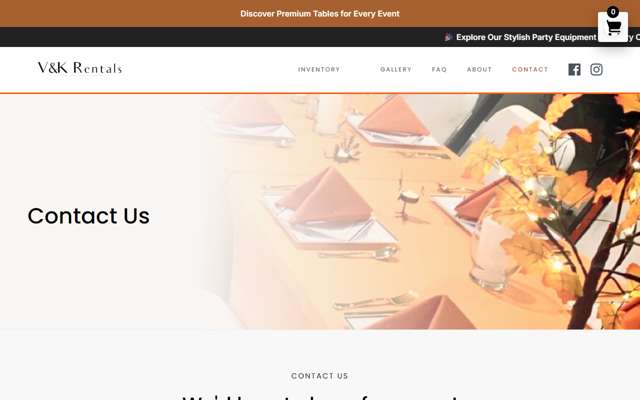 Discover Premium Tables for Every Event
0
🎉 Explore Our Stylish Party Equipment
V&K Rentals
INVENTORY
GALLERY
FAQ
ABOUT
CONTACT
Contact Us
CONTACT US